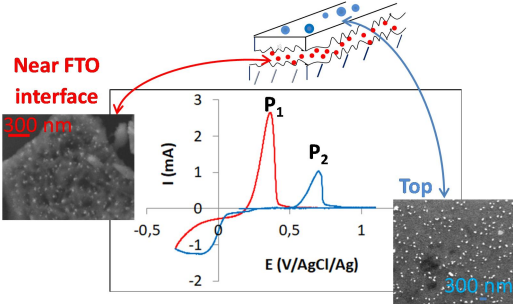 Near FTO
interface
300 nm
3
2
1
0
-1
-2
I (mA)
P1
P2
-0,5
0
0,5
1
E (V/AgCl/Ag)
Top
300 nm